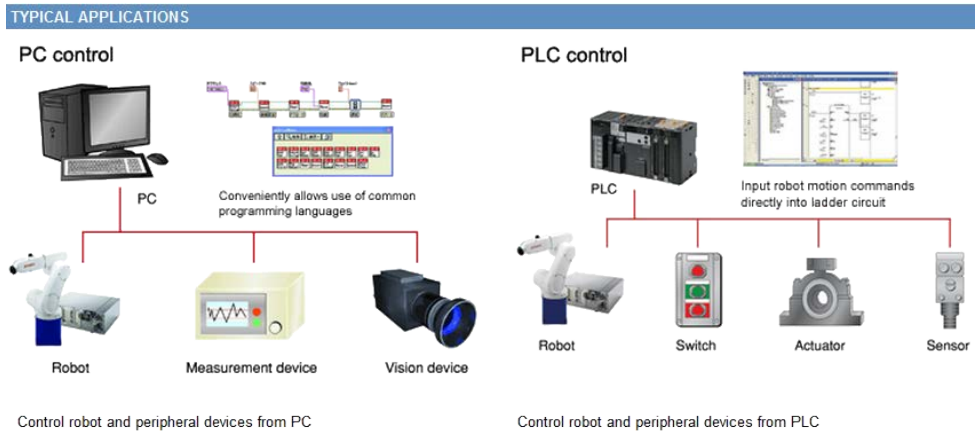 TYPICAL APPLICATIONS
PC control
PC
Conveniently allows use of common
programming languages
Robot
Measurement device
Vision device
Control robot and peripheral devices from PC
PLC control
PLC
Input robot motion commands
directly into ladder circuit
Robot
Switch
Actuator
Sensor
Control robot and peripheral devices from PLC